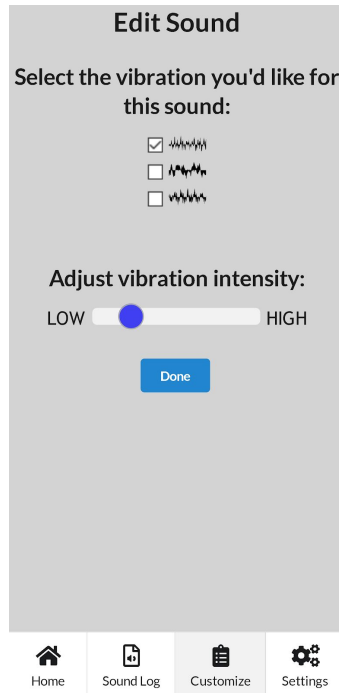 Edit Sound
Select the vibration you'd like for
this sound:
Adjust vibration intensity:
LOW HIGH
Done
Home Sound Log Customize Settings